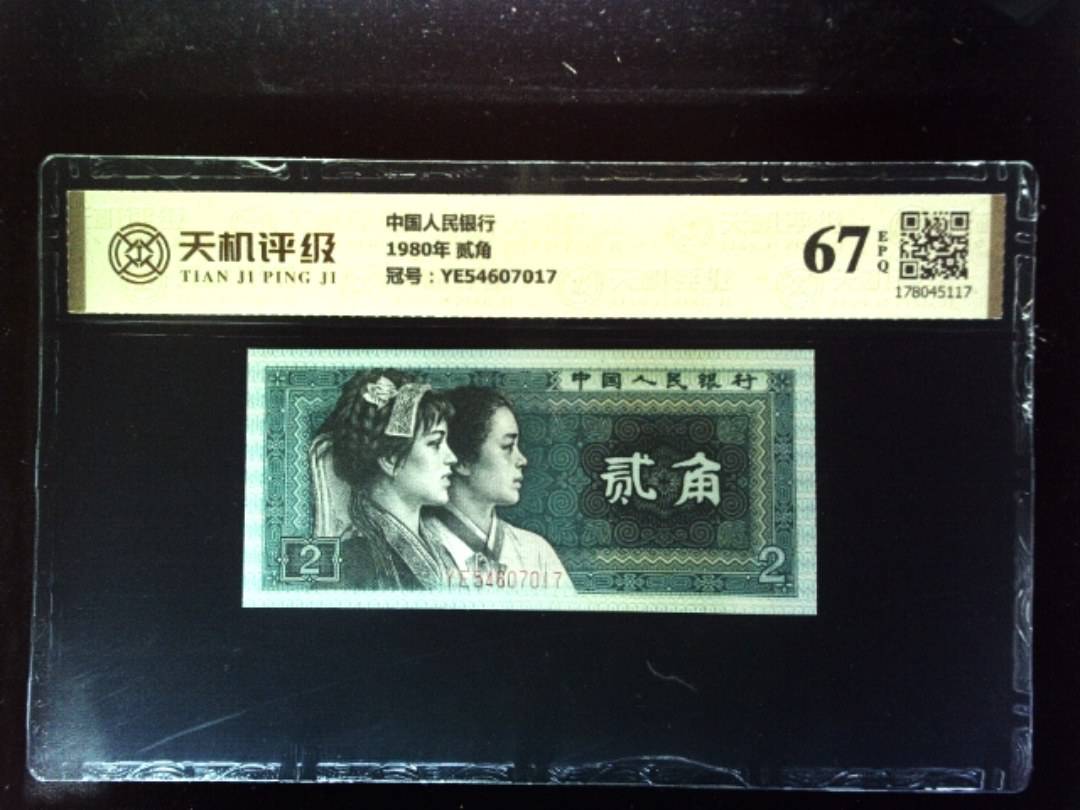 天机评级
TIAN JI PING JI
中国人民银行
1980年 贰角
冠号：YE54607017
67
EPQ
178045117
中国人民银行
贰角
2
2
YE54607017